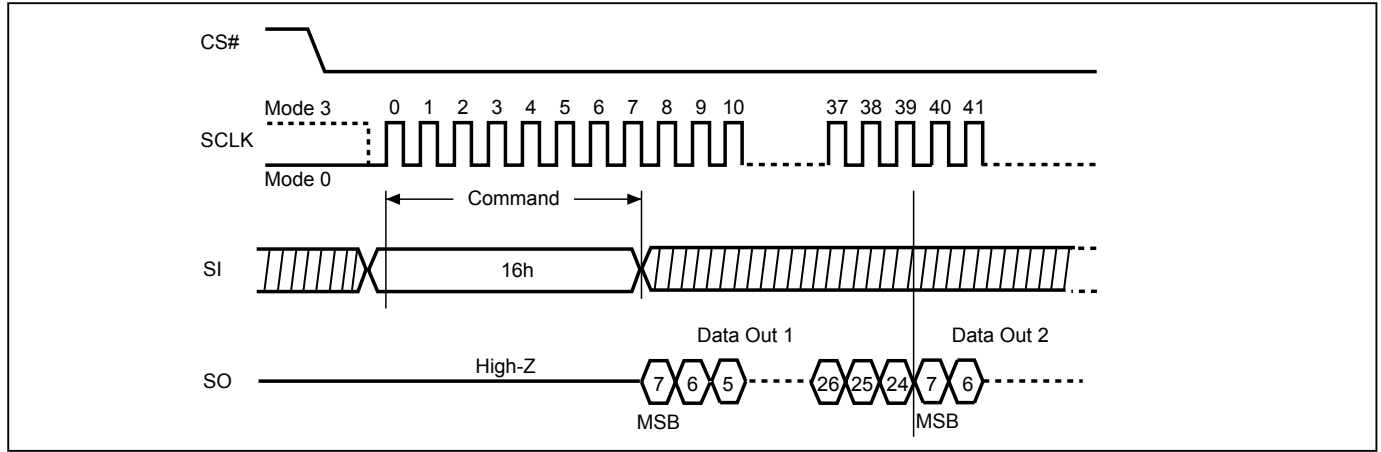 CS#
Mode 3
0 1 2 3 4 5 6 7 8 9 10 37 38 39 40 41
SCLK
Mode 0
Command
SI
16h
Data Out 1 Data Out 2
High-Z
SO
7 6 5 26 25 24 7 6
MSB MSB